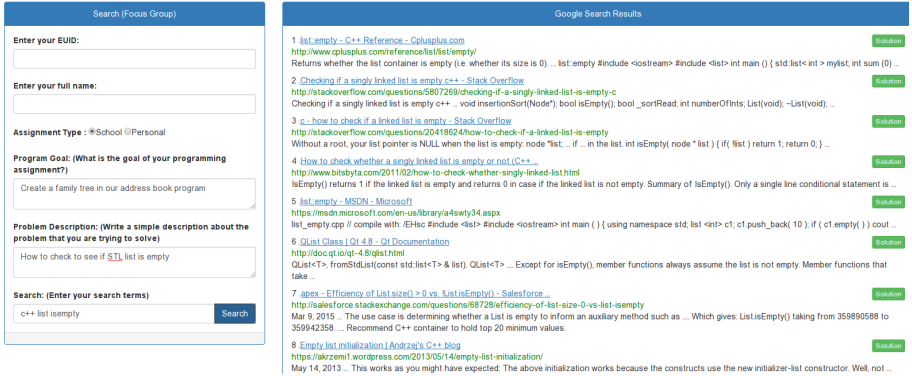 Search (Focus Group)
Enter your EUID:
Enter your full name:
Assignment Type : School Personal
Program Goal: (What is the goal of your programming
assignment?)
Create a family tree in our address book program
Problem Description: (Write a simple description about the
problem that you are trying to solve)
How to check to see if STL list is empty
Search: (Enter your search terms)
c++ list isempty
Search
Google Search Results
1 .list::empty - C++ Reference - Cplusplus.com
Solution
http://www.cplusplus.com/reference/list/list/empty/
Returns whether the list container is empty (i.e. whether its size is 0). ... list::empty #include <iostream> #include <list> int main () { std::list< int > mylist; int sum (0) ...
2 .Checking if a singly linked list is empty c++ - Stack Overflow
Solution
http://stackoverflow.com/questions/5807269/checking-if-a-singly-linked-list-is-empty-c
Checking if a singly linked list is empty c++ ... void insertionSort(Node*); bool isEmpty(); bool _sortRead; int numberOfInts; List(void); ~List(void); ...
3 .c - how to check if a linked list is empty - Stack Overflow
Solution
http://stackoverflow.com/questions/20418624/how-to-check-if-a-linked-list-is-empty
Without a root, your list pointer is NULL when the list is empty: node *list; .. if ... in the list. int isEmpty( node * list ) { if( !list ) return 1; return 0; } ...
4 .How to check whether a singly linked list is empty or not (C++ ...
Solution
http://www.bitsbyta.com/2011/02/how-to-check-whether-singly-linked-list.html
IsEmpty() returns 1 if the linked list is empty and returns 0 in case if the linked list is not empty. Summary of IsEmpty(). Only a single line conditional statement is ...
5 .list::empty - MSDN - Microsoft
Solution
https://msdn.microsoft.com/en-us/library/a4swty34.aspx
list_empty.cpp // compile with: /EHsc #include <list> #include <iostream> int main ( ) { using namespace std; list <int> c1; c1.push_back( 10 ); if ( c1.empty( ) ) cout ...
6 .QList Class | Qt 4.8 - Qt Documentation
Solution
http://doc.qt.io/qt-4.8/qlist.html
QList<T>, fromStdList(const std::list<T> & list). QList<T> ... Except for isEmpty(), member functions always assume the list is not empty. Member functions that
take ...
7 .apex - Efficiency of List.size() > 0 vs. !List.isEmpty() - Salesforce ...
Solution
http://salesforce.stackexchange.com/questions/68728/efficiency-of-list-size-0-vs-list-isempty
Mar 9, 2015 ... The use case is determining whether a List is empty to inform an auxiliary method such as ... Which gives: List.isEmpty() taking from 359890588 to
359942358. ... Recommend C++ container to hold top 20 minimum values.
8 .Empty list initialization | Andrzej's C++ blog
Solution
https://akrzemi1.wordpress.com/2013/05/14/empty-list-initialization/
May 14, 2013 ... This works as you might have expected: The above initialization works because the constructs use the new initializer-list constructor. Well, not ...